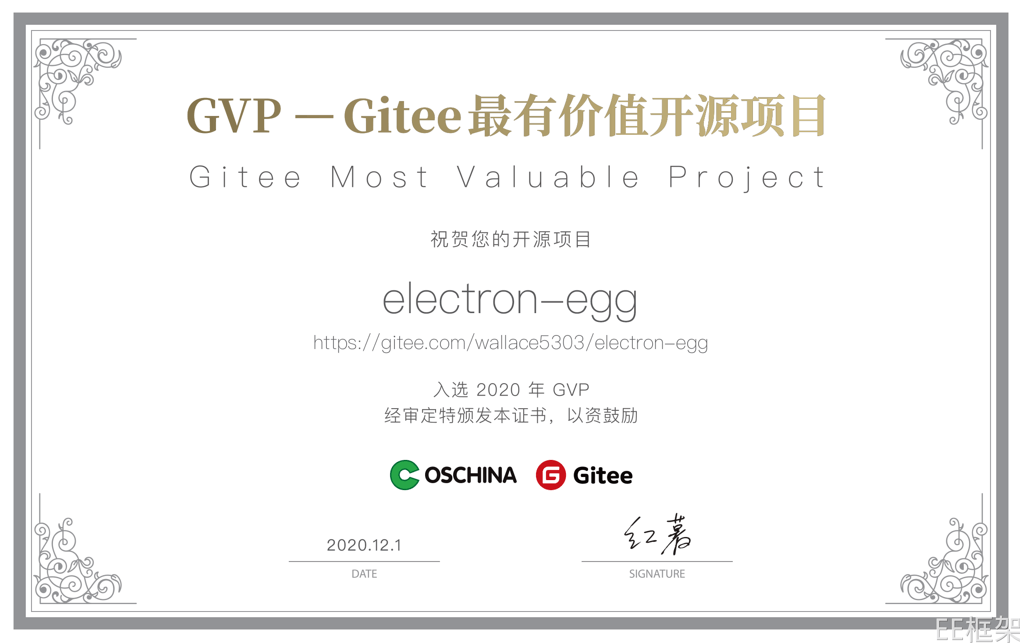 GVP — Gitee最有价值开源项目
Gitee Most Valuable Project
祝贺您的开源项目
electron-egg
https://gitee.com/wallace5303/electron-egg
入选 2020 年 GVP
经审定特颁发本证书，以资鼓励
OSCHINA Gitee
2020.12.1 红薯
DATE SIGNATURE
EE框架